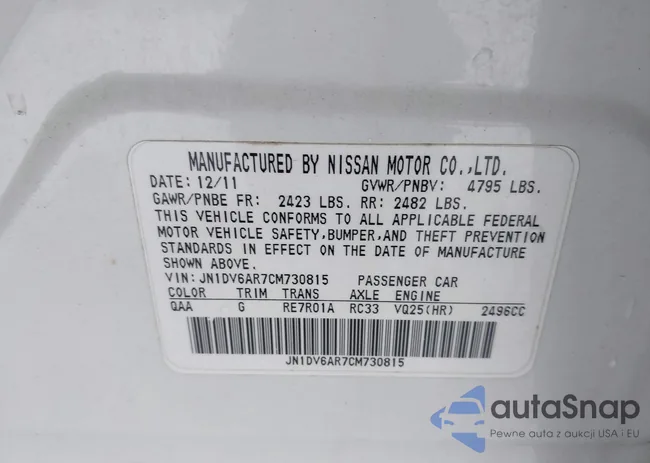 MANUFACTURED BY NISSAN MOTOR CO.,LTD.
DATE: 12/11 GVWR/PNBV: 4795 LBS.
GAWR/PNBE FR: 2423 LBS. RR: 2482 LBS.
THIS VEHICLE CONFORMS TO ALL APPLICABLE FEDERAL
MOTOR VEHICLE SAFETY,BUMPER,AND THEFT PREVENTION
STANDARDS IN EFFECT ON THE DATE OF MANUFACTURE
SHOWN ABOVE.
VIN: JN1DV6AR7CM730815 PASSENGER CAR
COLOR TRIM TRANS AXLE ENGINE
QAA G RE7R01A RC33 VQ25(HR) 2496CC
JN1DV6AR7CM730815
autaSnap
Pewne auta z aukcji USA i EU